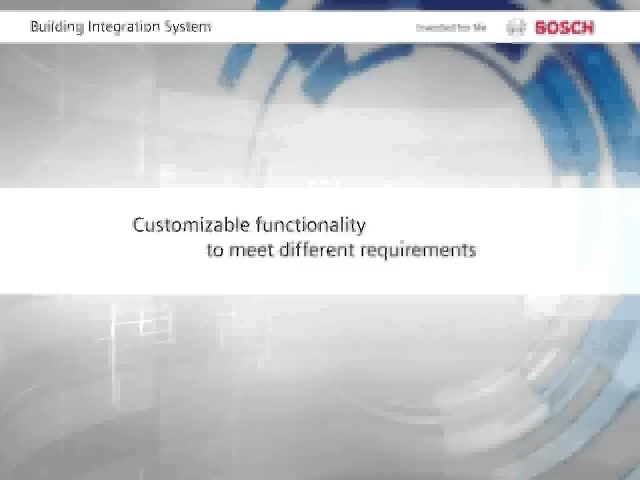 Building Integration System
Invented for life
BOSCH
Customizable functionality
to meet different requirements